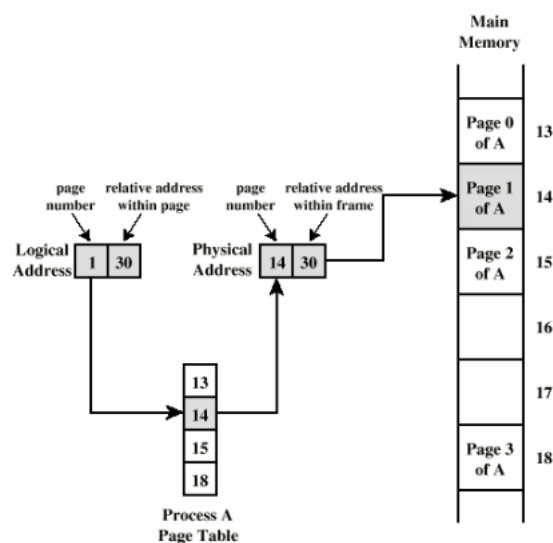 Main
Memory
Page 0
of A
13
page
number
relative address
within page
page
number
relative address
within frame
Page 1
of A
14
Logical
Address
1 30
Physical
Address
14 30
Page 2
of A
15
16
17
13
14
15
18
Page 3
of A
18
Process A
Page Table